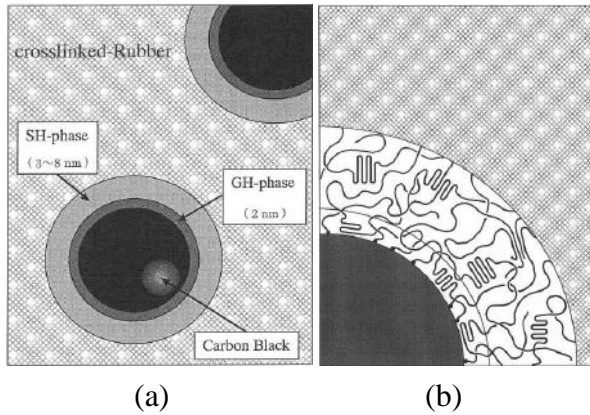 crosslinked-Rubber
SH-phase
( 3～8 nm )
GH-phase
( 2 nm )
Carbon Black
(a)
(b)